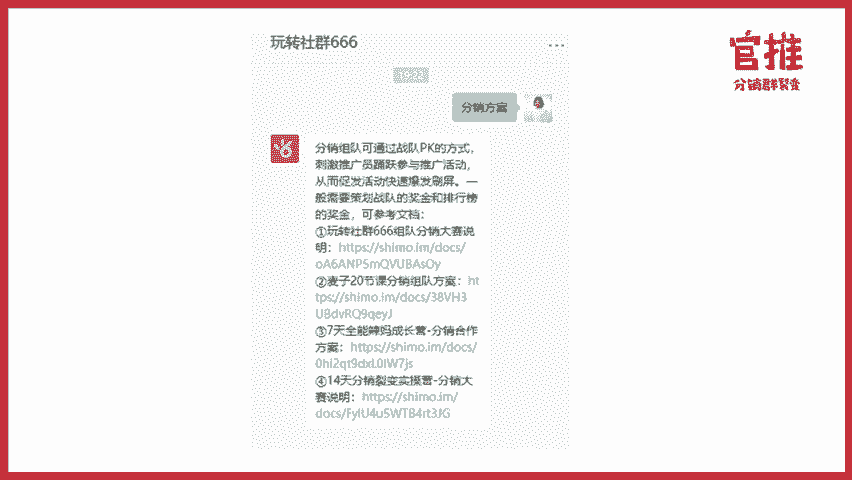 玩转社群666
官推
分销群裂变
19:22
分销方案
分销组队可通过战队PK的方式，
刺激推广员踊跃参与推广活动，
从而促发活动快速爆发刷屏。一
般需要策划战队的奖金和排行榜
的奖金，可参考文档：
①玩转社群666组队分销大赛说
明：https://shimo.im/docs/
oA6ANP5mQVUBAsOy
②麦子20节课分销组队方案：ht
tps://shimo.im/docs/38VH3
UBdvRQ9qeyJ
③7天全能辣妈成长营-分销合作
方案：https://shimo.im/docs/
0hI2qt9dxL0IW7js
④14天分销裂变实操营-分销大
赛说明：https://shimo.im/
docs/FyIU4u5WTB4rt3JG